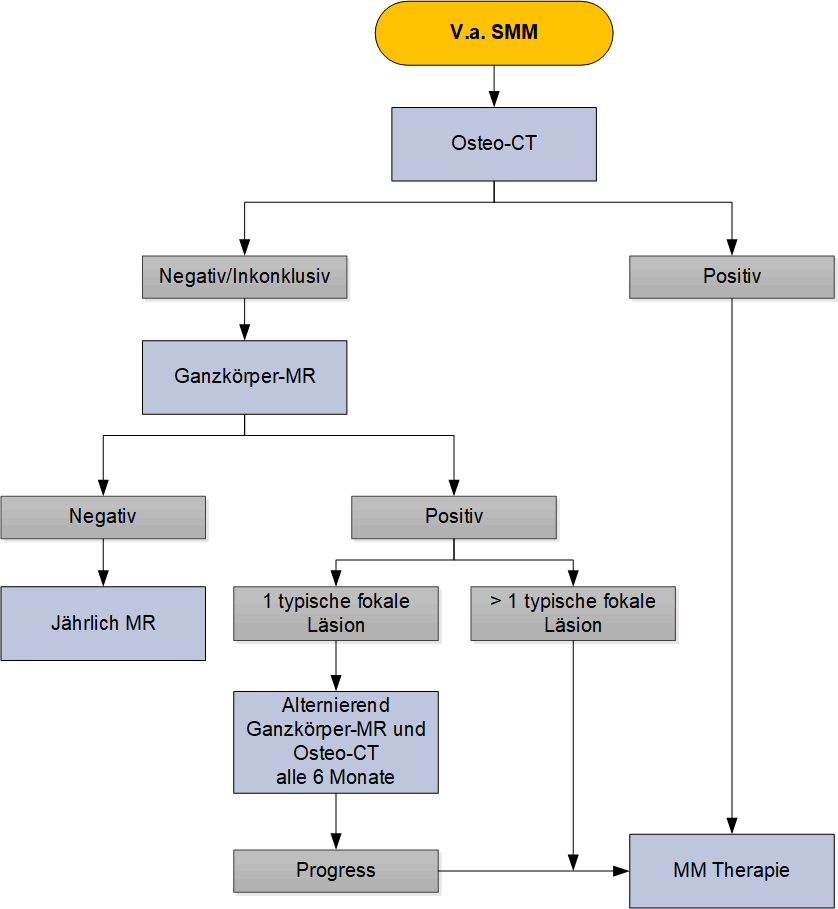 V.a. SMM
Osteo-CT
Negativ/Inkonklusiv
Positiv
Ganzkörper-MR
Negativ
Positiv
Jährlich MR
1 typische fokale
Läsion
> 1 typische fokale
Läsion
Alternierend
Ganzkörper-MR und
Osteo-CT
alle 6 Monate
Progress
MM Therapie